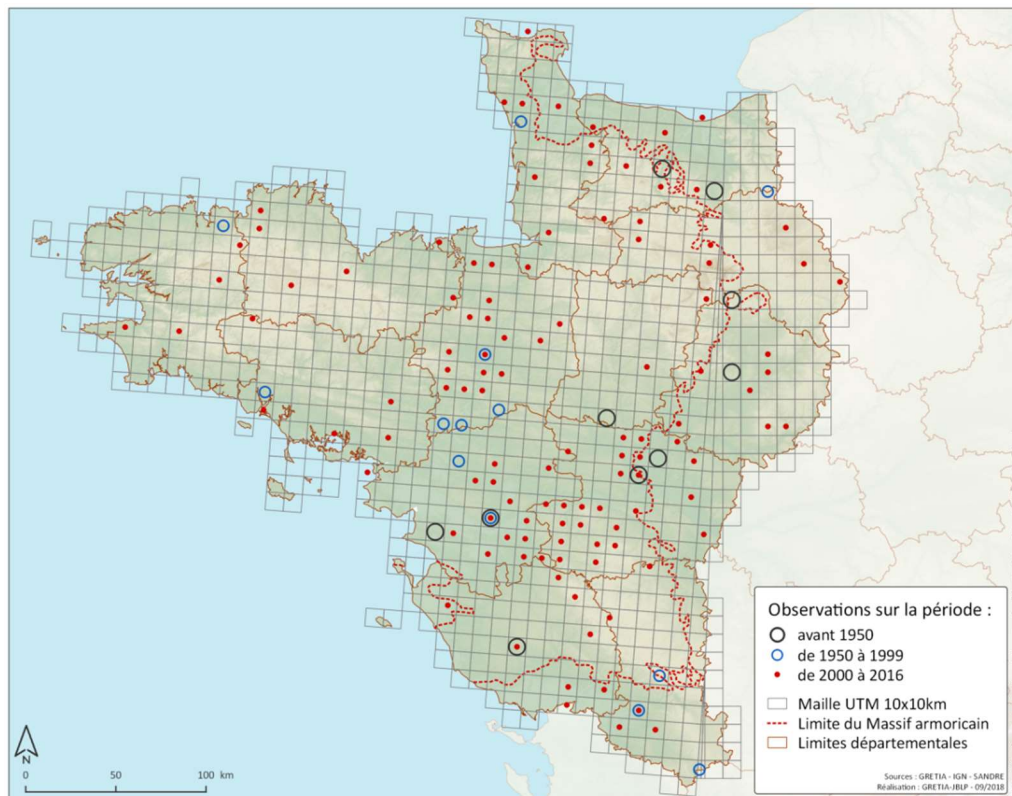 Observations sur la période :
avant 1950
de 1950 à 1999
de 2000 à 2016
Maille UTM 10x10km
Limite du Massif armoricain
Limites départementales
Sources : GRETIA - IGN - SANDRE
Réalisation : GRETIA-JBLP - 09/2018
N
0 50 100 km